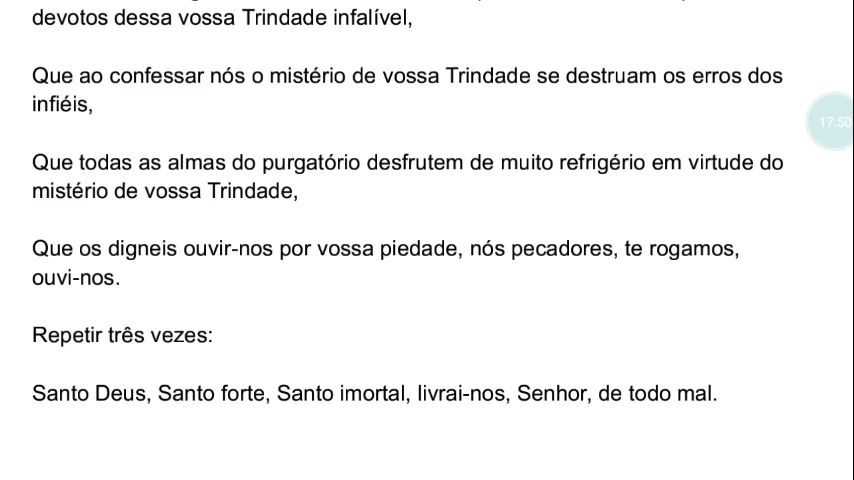 devotos dessa vossa Trindade infalível,
Que ao confessar nós o mistério de vossa Trindade se destruam os erros dos
infiéis,
Que todas as almas do purgatório desfrutem de muito refrigério em virtude do
mistério de vossa Trindade,
Que os digneis ouvir-nos por vossa piedade, nós pecadores, te rogamos,
ouvi-nos.
Repetir três vezes:
Santo Deus, Santo forte, Santo imortal, livrai-nos, Senhor, de todo mal.
17:50